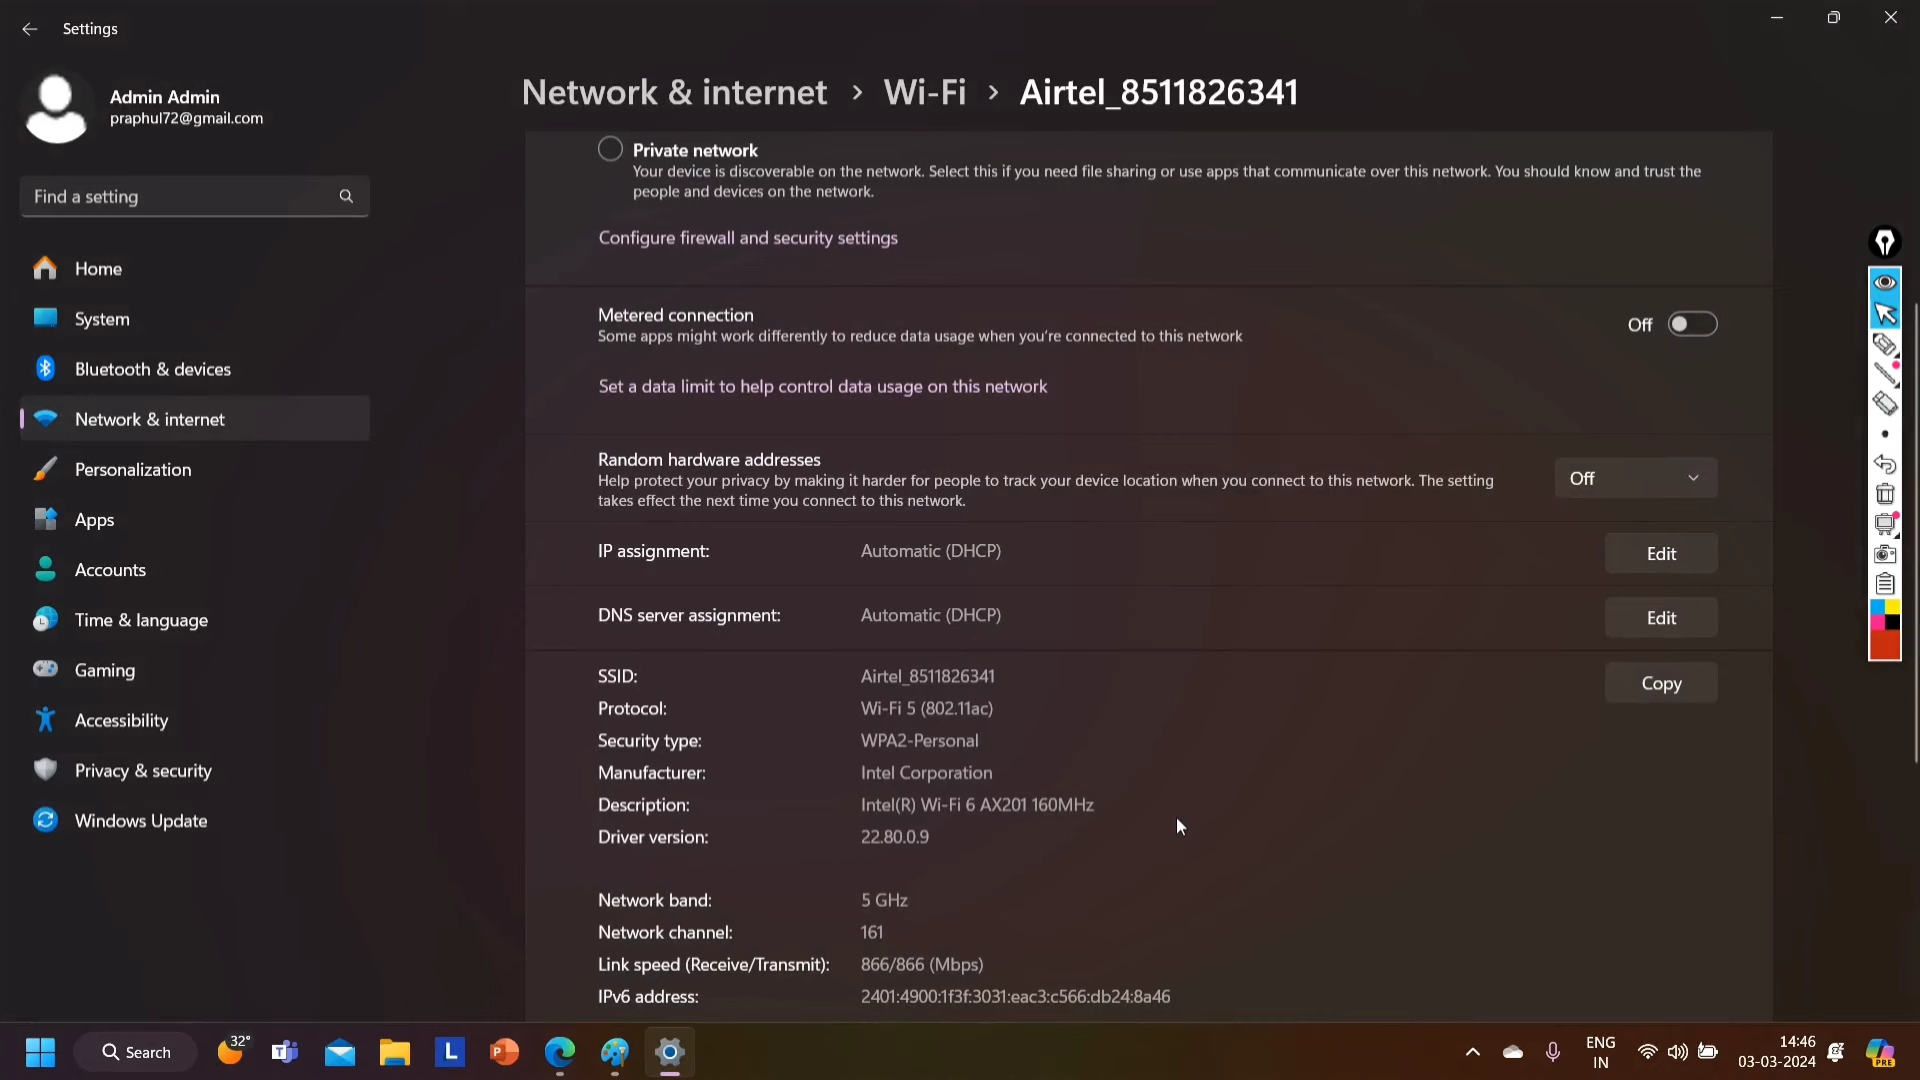 Settings
Admin Admin
praphul72@gmail.com
Find a setting
Home
System
Bluetooth & devices
Network & internet
Personalization
Apps
Accounts
Time & language
Gaming
Accessibility
Privacy & security
Windows Update
Network & internet > Wi-Fi > Airtel_8511826341
Private network
Your device is discoverable on the network. Select this if you need file sharing or use apps that communicate over this network. You should know and trust the
people and devices on the network.
Configure firewall and security settings
Metered connection
Some apps might work differently to reduce data usage when you're connected to this network
Off
Set a data limit to help control data usage on this network
Random hardware addresses
Help protect your privacy by making it harder for people to track your device location when you connect to this network. The setting
takes effect the next time you connect to this network.
Off
IP assignment: Automatic (DHCP) Edit
DNS server assignment: Automatic (DHCP) Edit
SSID: Airtel_8511826341 Copy
Protocol: Wi-Fi 5 (802.11ac)
Security type: WPA2-Personal
Manufacturer: Intel Corporation
Description: Intel(R) Wi-Fi 6 AX201 160MHz
Driver version: 22.80.0.9
Network band: 5 GHz
Network channel: 161
Link speed (Receive/Transmit): 866/866 (Mbps)
IPv6 address: 2401:4900:1f3f:3031:eac3:c566:db24:8a46
Search
32°
L
P
ENG
IN
14:46
03-03-2024
PRE